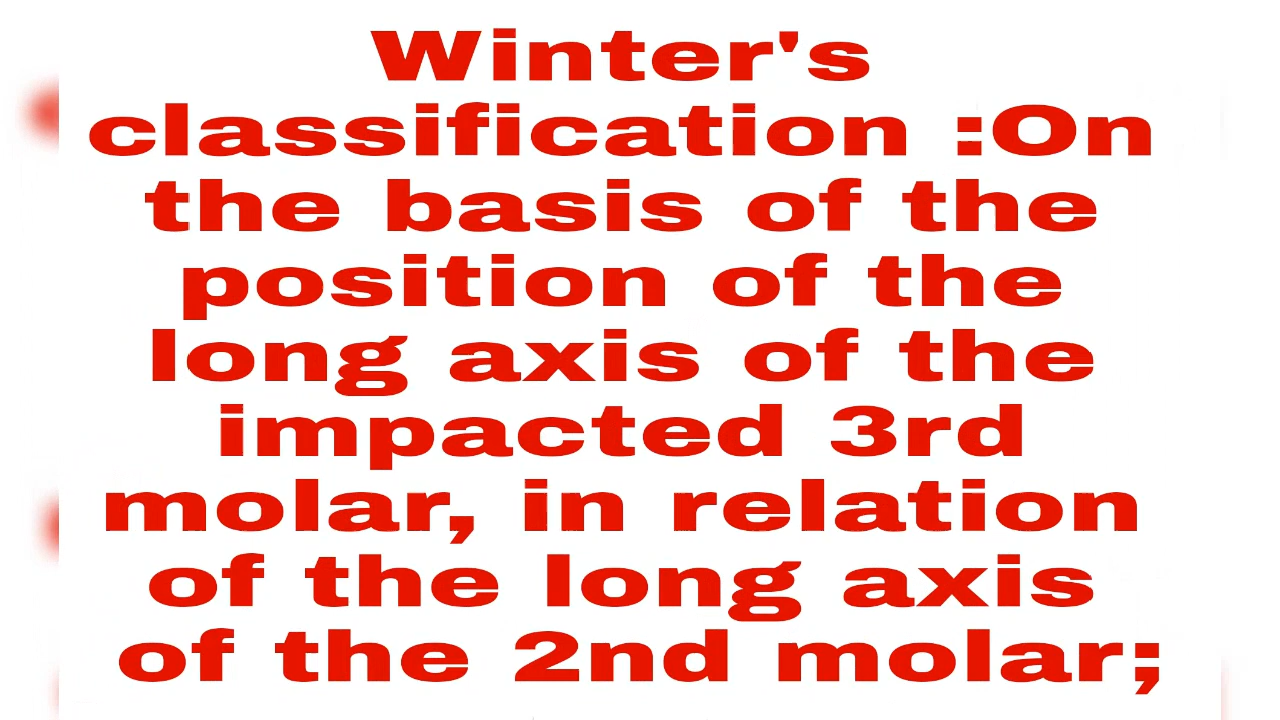 Winter's
classification :On
the basis of the
position of the
long axis of the
impacted 3rd
molar, in relation
of the long axis
of the 2nd molar;